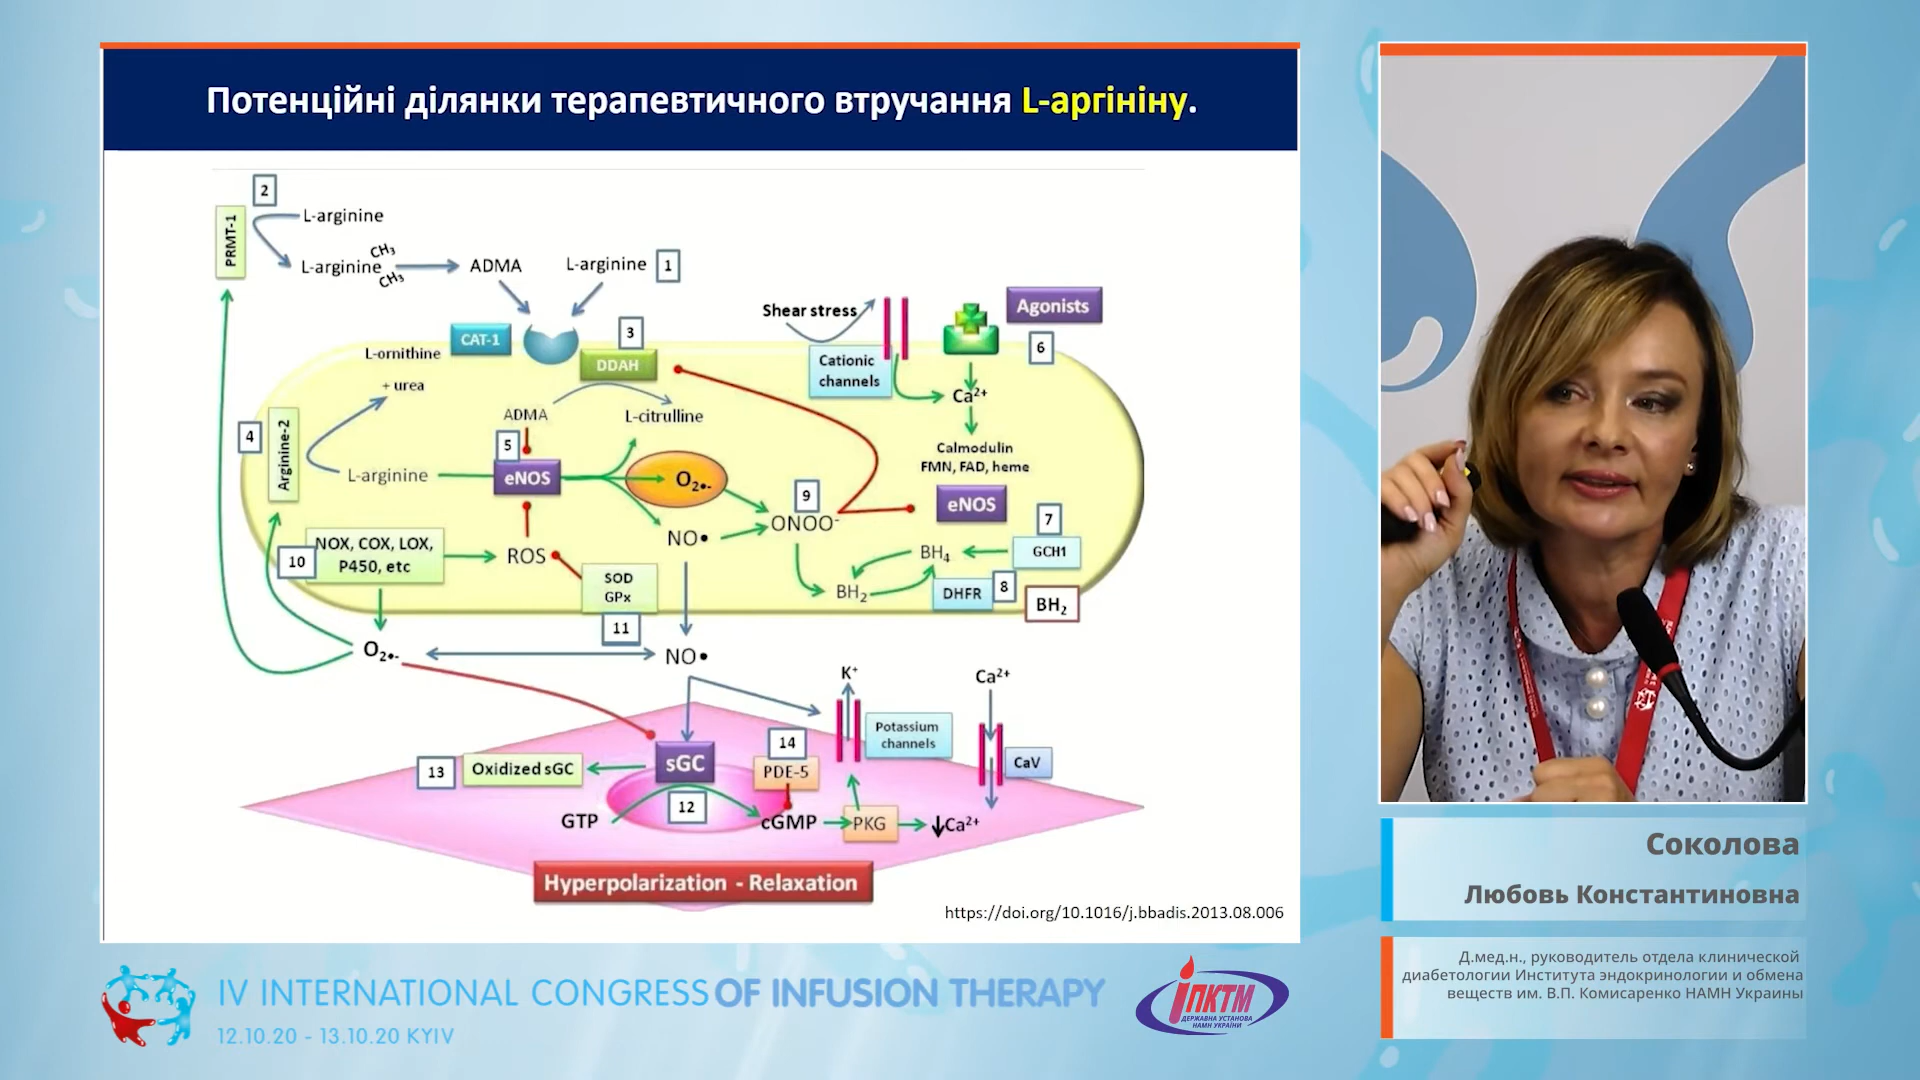 Потенційні ділянки терапевтичного втручання L-аргініну.
2
PRMT-1
L-arginine
L-arginine
CH3
CH3
ADMA
L-arginine
1
CAT-1
3
DDAH
L-ornithine
+ urea
Shear stress
Cationic
channels
Agonists
6
Ca2+
Calmodulin
FMN, FAD, heme
eNOS
4
Arginine-2
ADMA
L-citrulline
5
L-arginine
eNOS
O2•-
NO•
9
ONOO-
7
GCH1
BH4
BH2
DHFR
8
BH2
10
NOX, COX, LOX,
P450, etc
ROS
SOD
GPx
11
O2•-
NO•
K+
Ca2+
Potassium
channels
CaV
13
Oxidized sGC
sGC
14
PDE-5
12
GTP
cGMP
PKG
↓Ca2+
Hyperpolarization - Relaxation
https://doi.org/10.1016/j.bbadis.2013.08.006
Соколова
Любовь Константиновна
Д.мед.н., руководитель отдела клинической
диабетологии Института эндокринологии и обмена
веществ им. В.П. Комисаренко НАМН Украины
IV INTERNATIONAL CONGRESS OF INFUSION THERAPY
12.10.20 - 13.10.20 KYIV
ІПКТМ
ДЕРЖАВНА УСТАНОВА
НАМН УКРАЇНИ